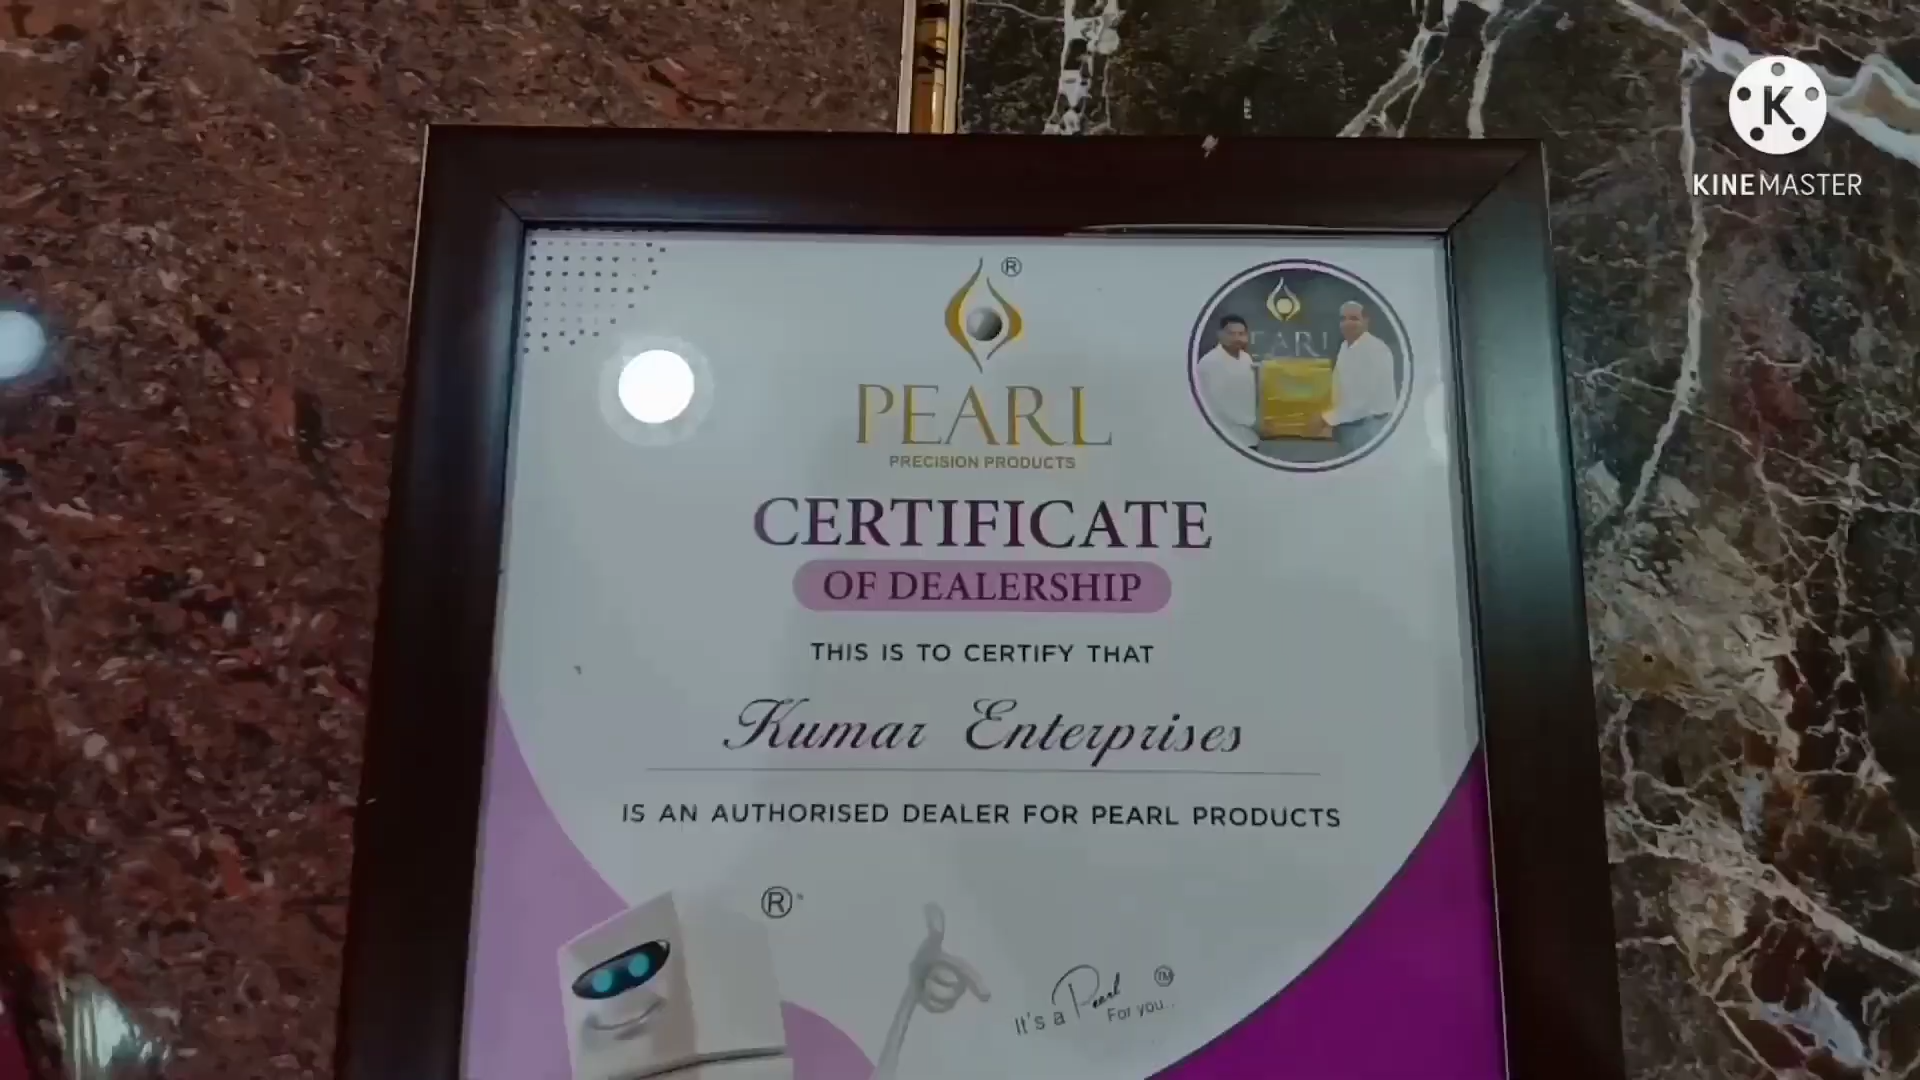 K
KINEMASTER
®
PEARL
PRECISION PRODUCTS
CERTIFICATE
OF DEALERSHIP
THIS IS TO CERTIFY THAT
Kumar Enterprises
IS AN AUTHORISED DEALER FOR PEARL PRODUCTS
®
It's a Pearl ™
For you..